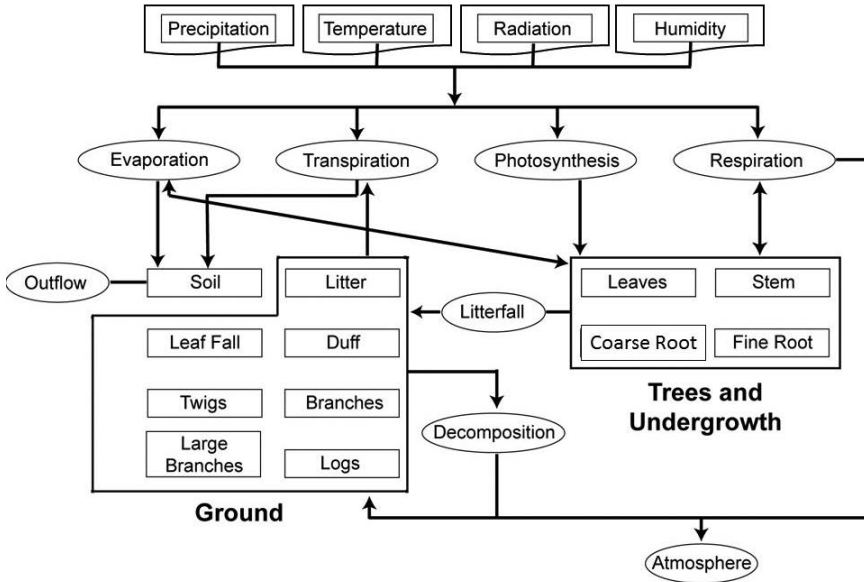 Precipitation
Temperature
Radiation
Humidity
Evaporation
Transpiration
Photosynthesis
Respiration
Outflow
Soil
Litter
Litterfall
Leaves
Stem
Leaf Fall
Duff
Coarse Root
Fine Root
Trees and
Undergrowth
Twigs
Branches
Decomposition
Large
Branches
Logs
Ground
Atmosphere